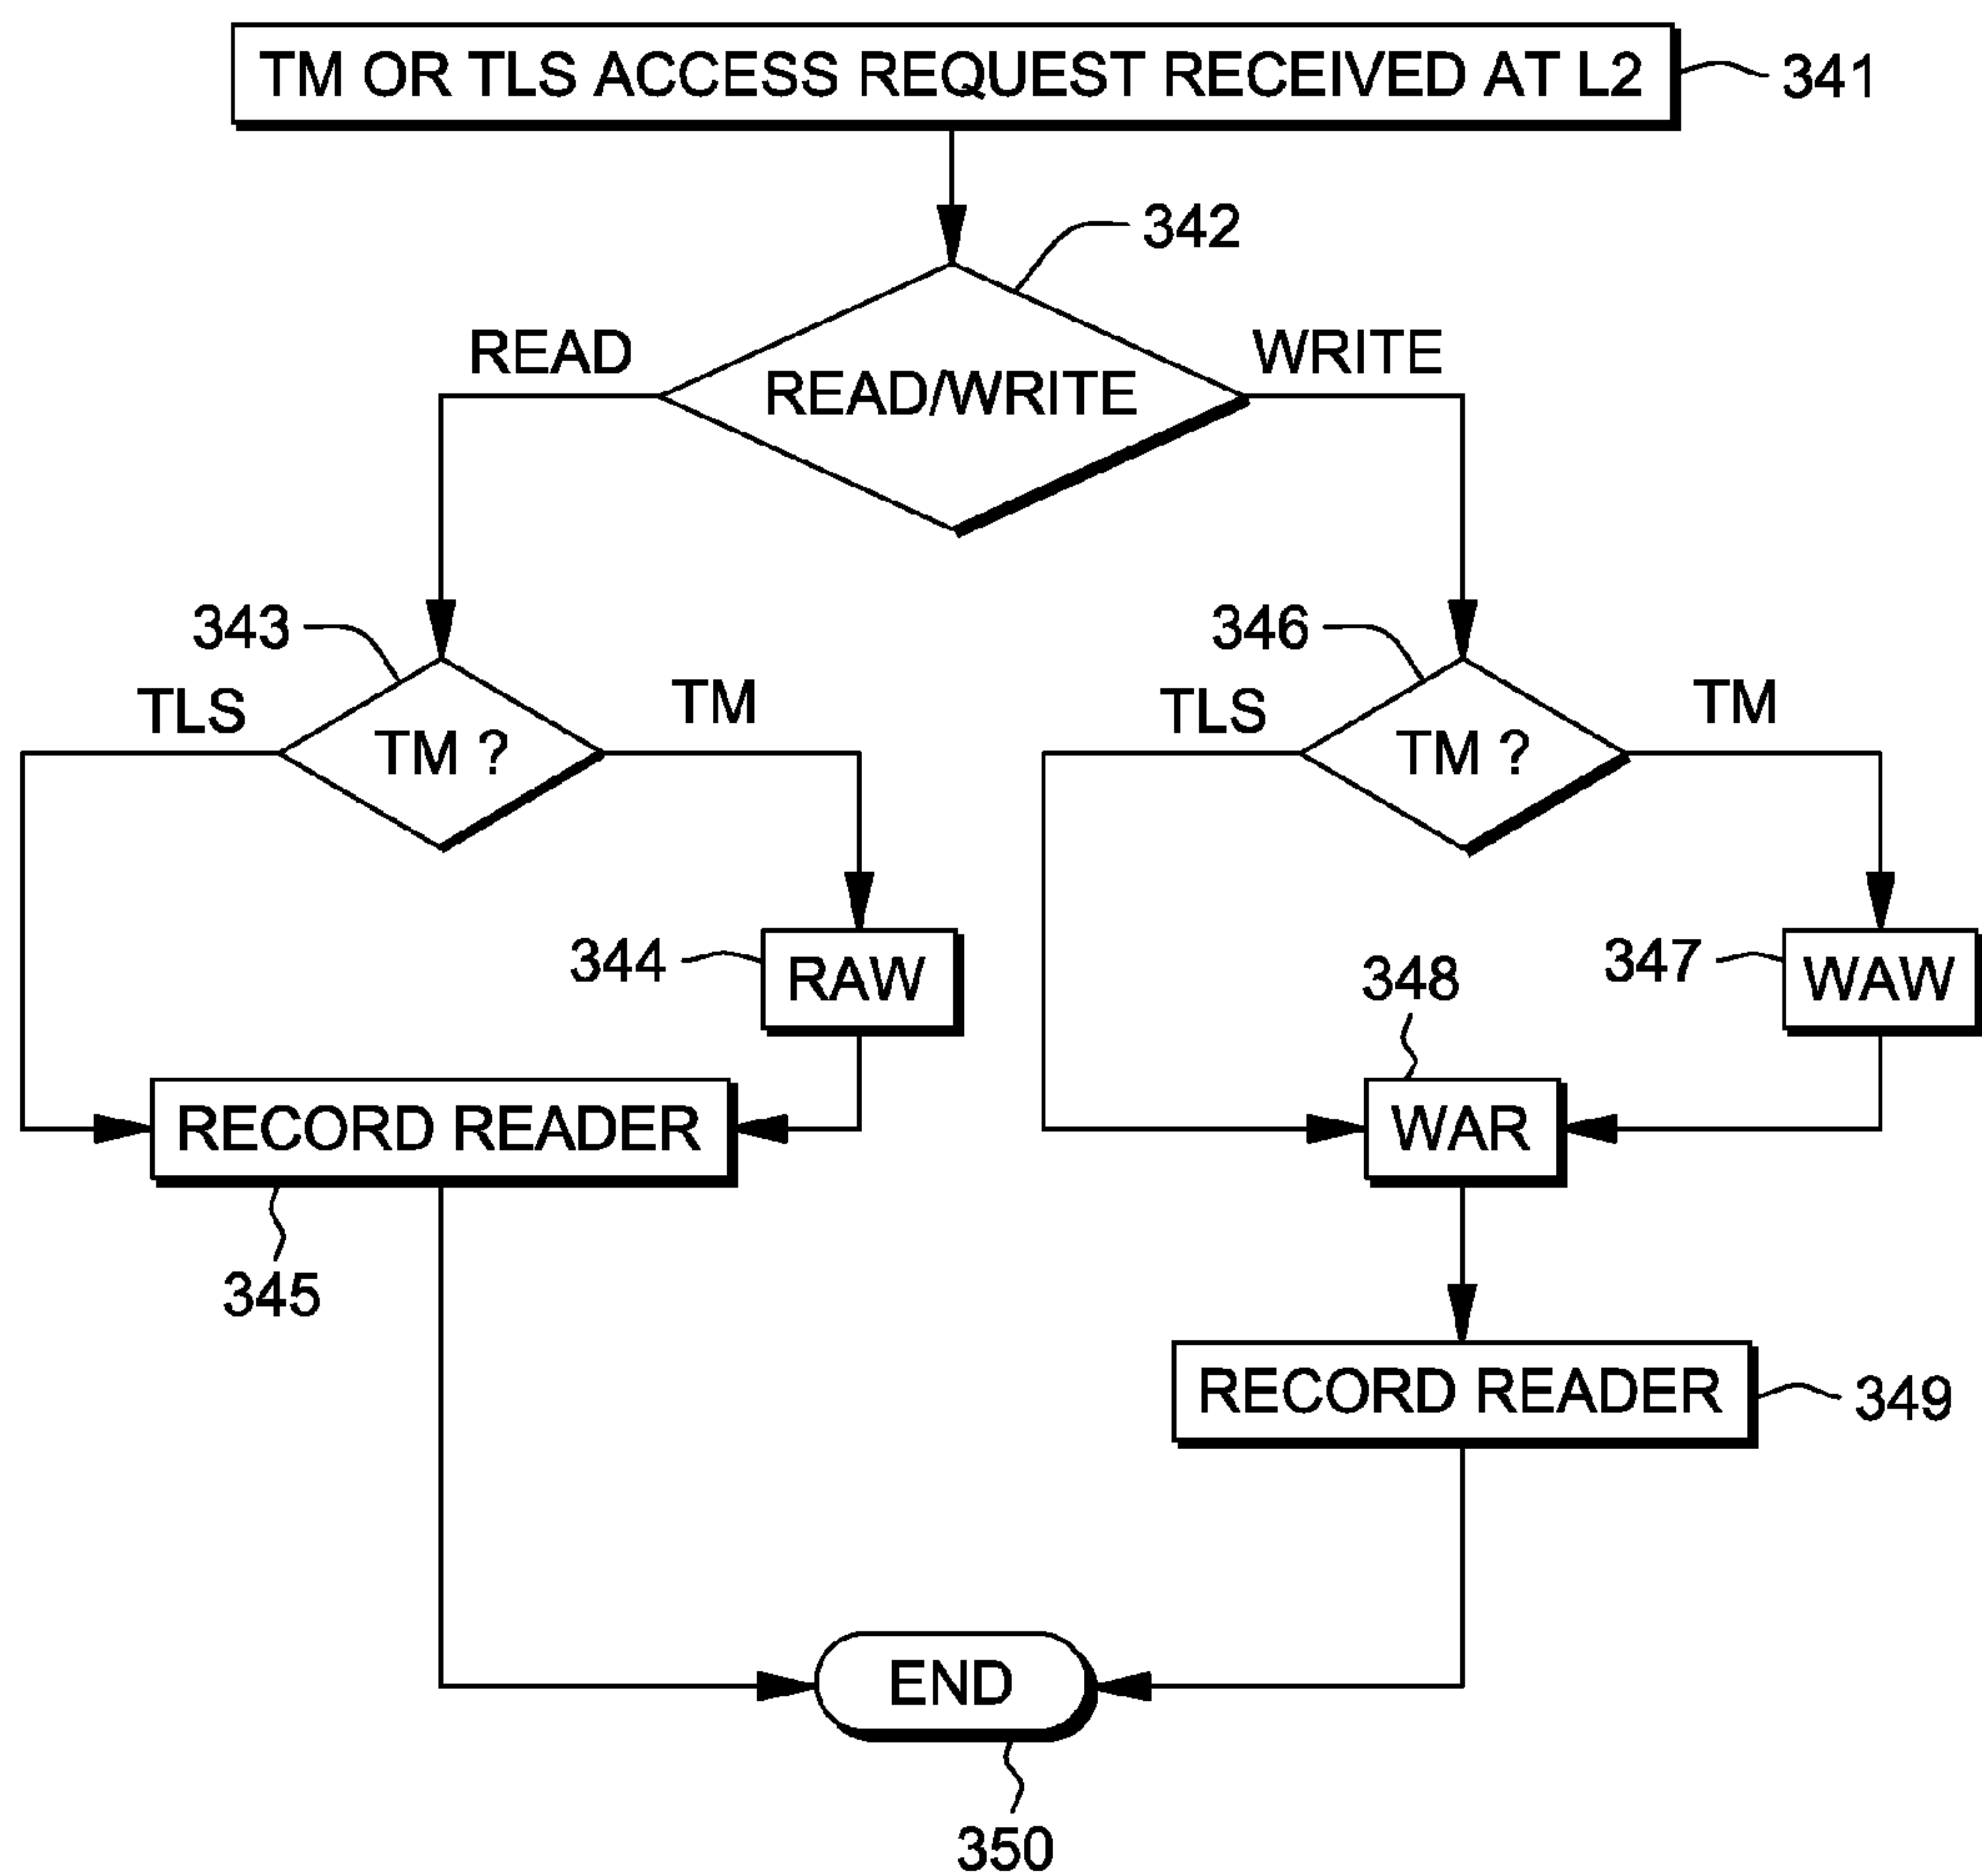 TM OR TLS ACCESS REQUEST RECEIVED AT L2
341
342
READ
WRITE
READ/WRITE
343
346
TLS
TM
TLS
TM
TM ?
TM ?
344
RAW
348
347
WAW
RECORD READER
WAR
345
RECORD READER
349
END
350